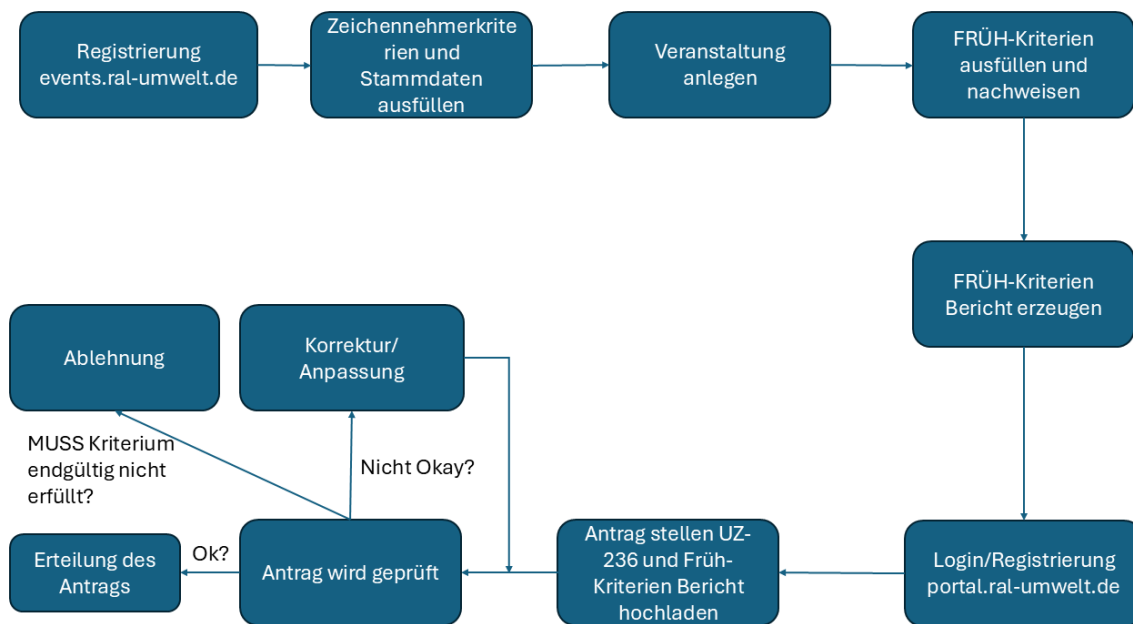 Registrierung
events.ral-umwelt.de
Zeichennehmerkrite
rien und
Stammdaten
ausfüllen
Veranstaltung
anlegen
FRÜH-Kriterien
ausfüllen und
nachweisen
FRÜH-Kriterien
Bericht erzeugen
Ablehnung
Korrektur/
Anpassung
MUSS Kriterium
endgültig nicht
erfüllt?
Nicht Okay?
Erteilung des
Antrags
Ok?
Antrag wird geprüft
Antrag stellen UZ-
236 und Früh-
Kriterien Bericht
hochladen
Login/Registrierung
portal.ral-umwelt.de